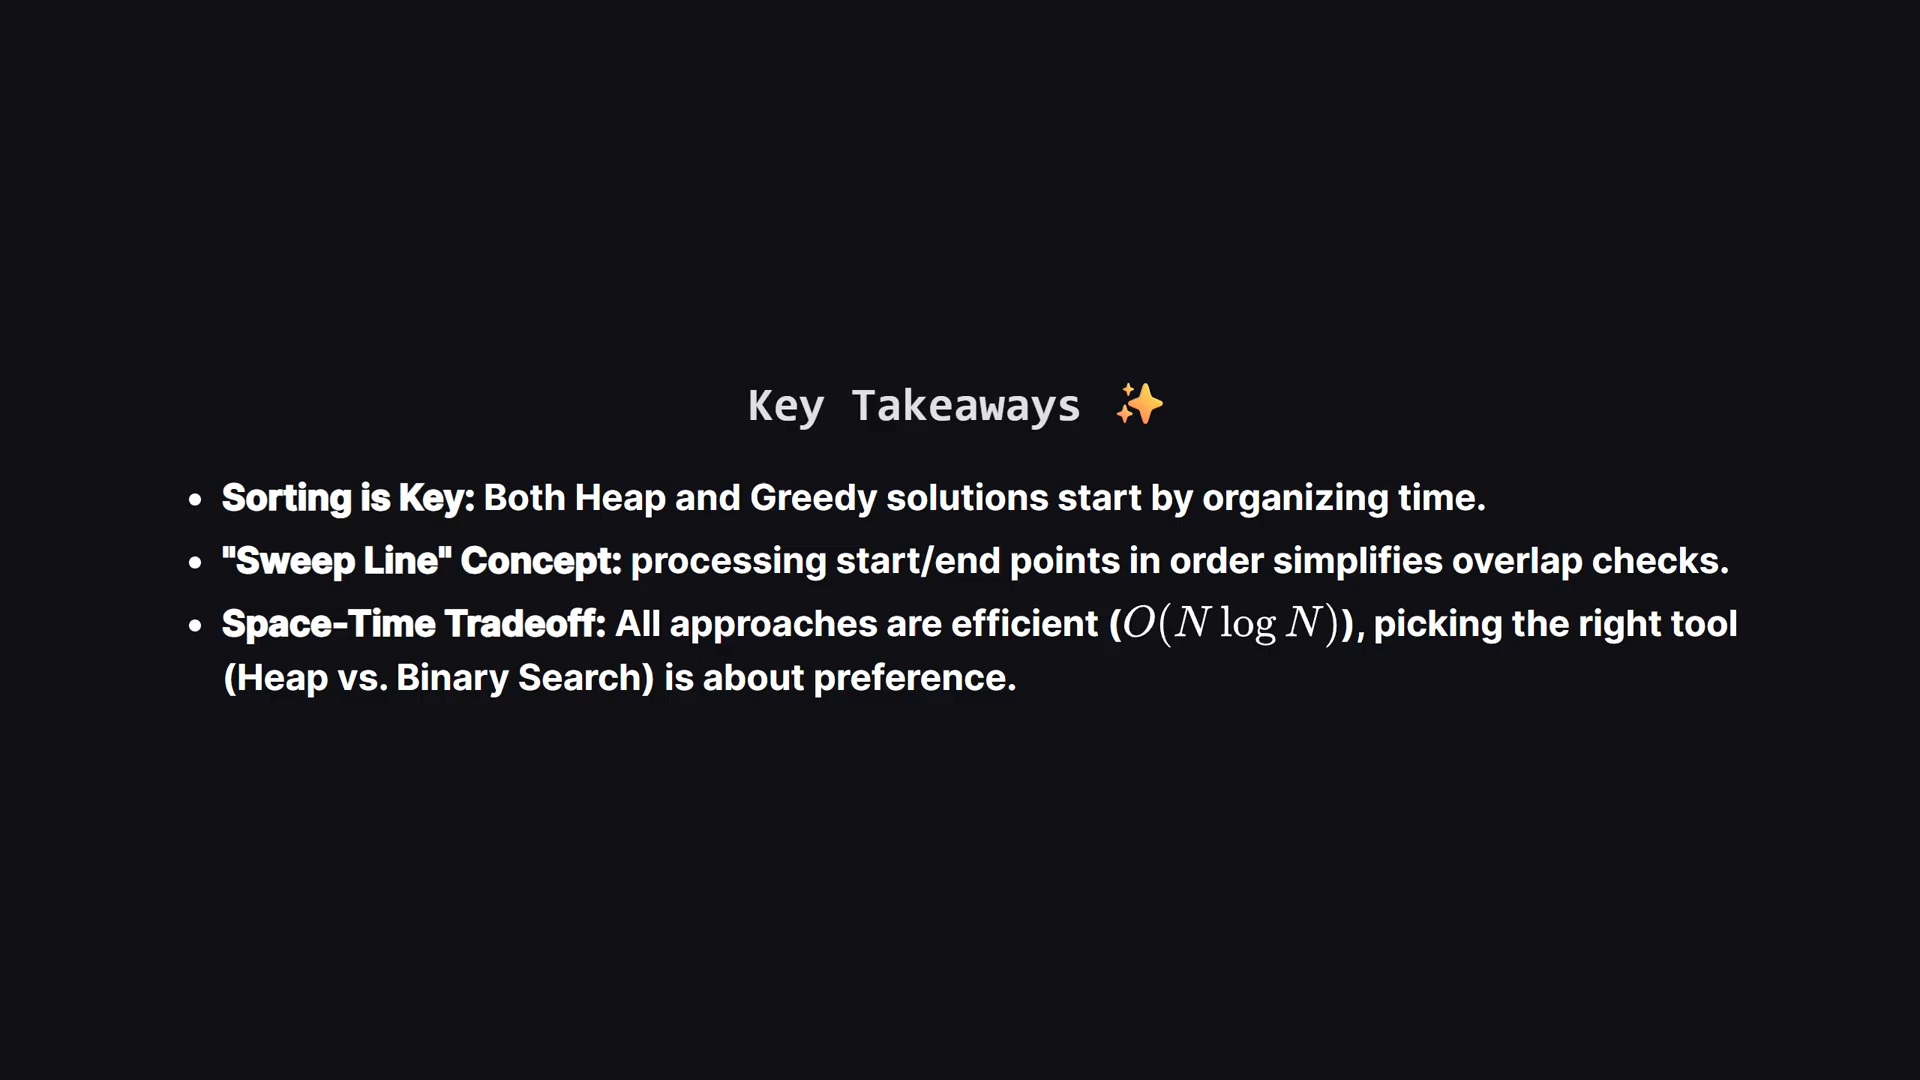 Key Takeaways ✨
• Sorting is Key: Both Heap and Greedy solutions start by organizing time.
• "Sweep Line" Concept: processing start/end points in order simplifies overlap checks.
• Space-Time Tradeoff: All approaches are efficient (O(N log N)), picking the right tool
(Heap vs. Binary Search) is about preference.